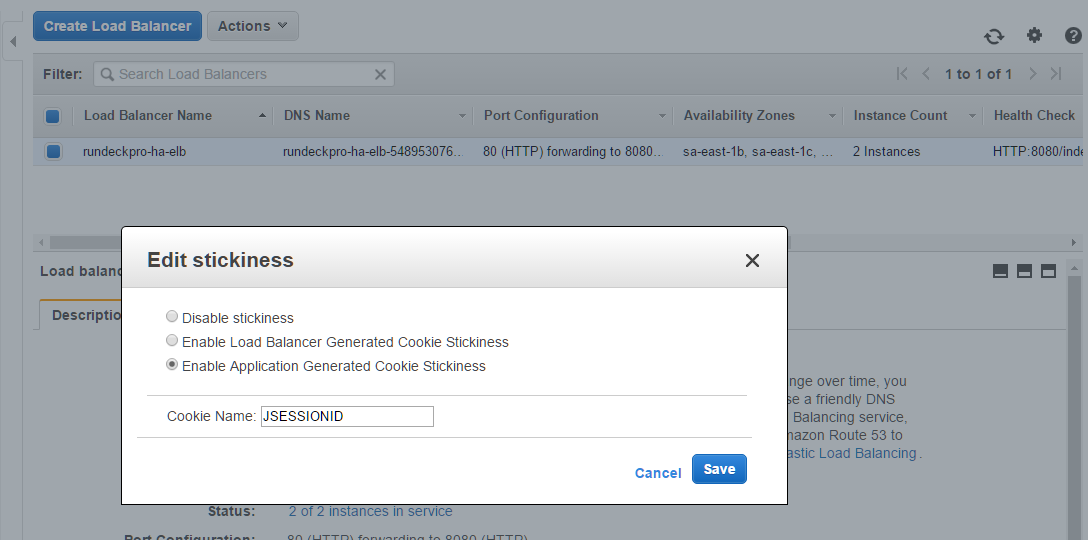 Create Load Balancer Actions
Filter: Search Load Balancers 1 to 1 of 1
Load Balancer Name DNS Name Port Configuration Availability Zones Instance Count Health Check
rundeckpro-ha-elb rundeckpro-ha-elb-548953076... 80 (HTTP) forwarding to 8080... sa-east-1b, sa-east-1c, ... 2 Instances HTTP:8080/inde
Edit stickiness
Load balanc
Descriptio
Disable stickiness
Enable Load Balancer Generated Cookie Stickiness
Enable Application Generated Cookie Stickiness
nge over time, you
se a friendly DNS
Cookie Name: JSESSIONID
Balancing service,
mazon Route 53 to
astic Load Balancing.
Cancel Save
Status: 2 of 2 instances in service
Port Configuration: 80 (HTTP) forwarding to 8080 (HTTP)